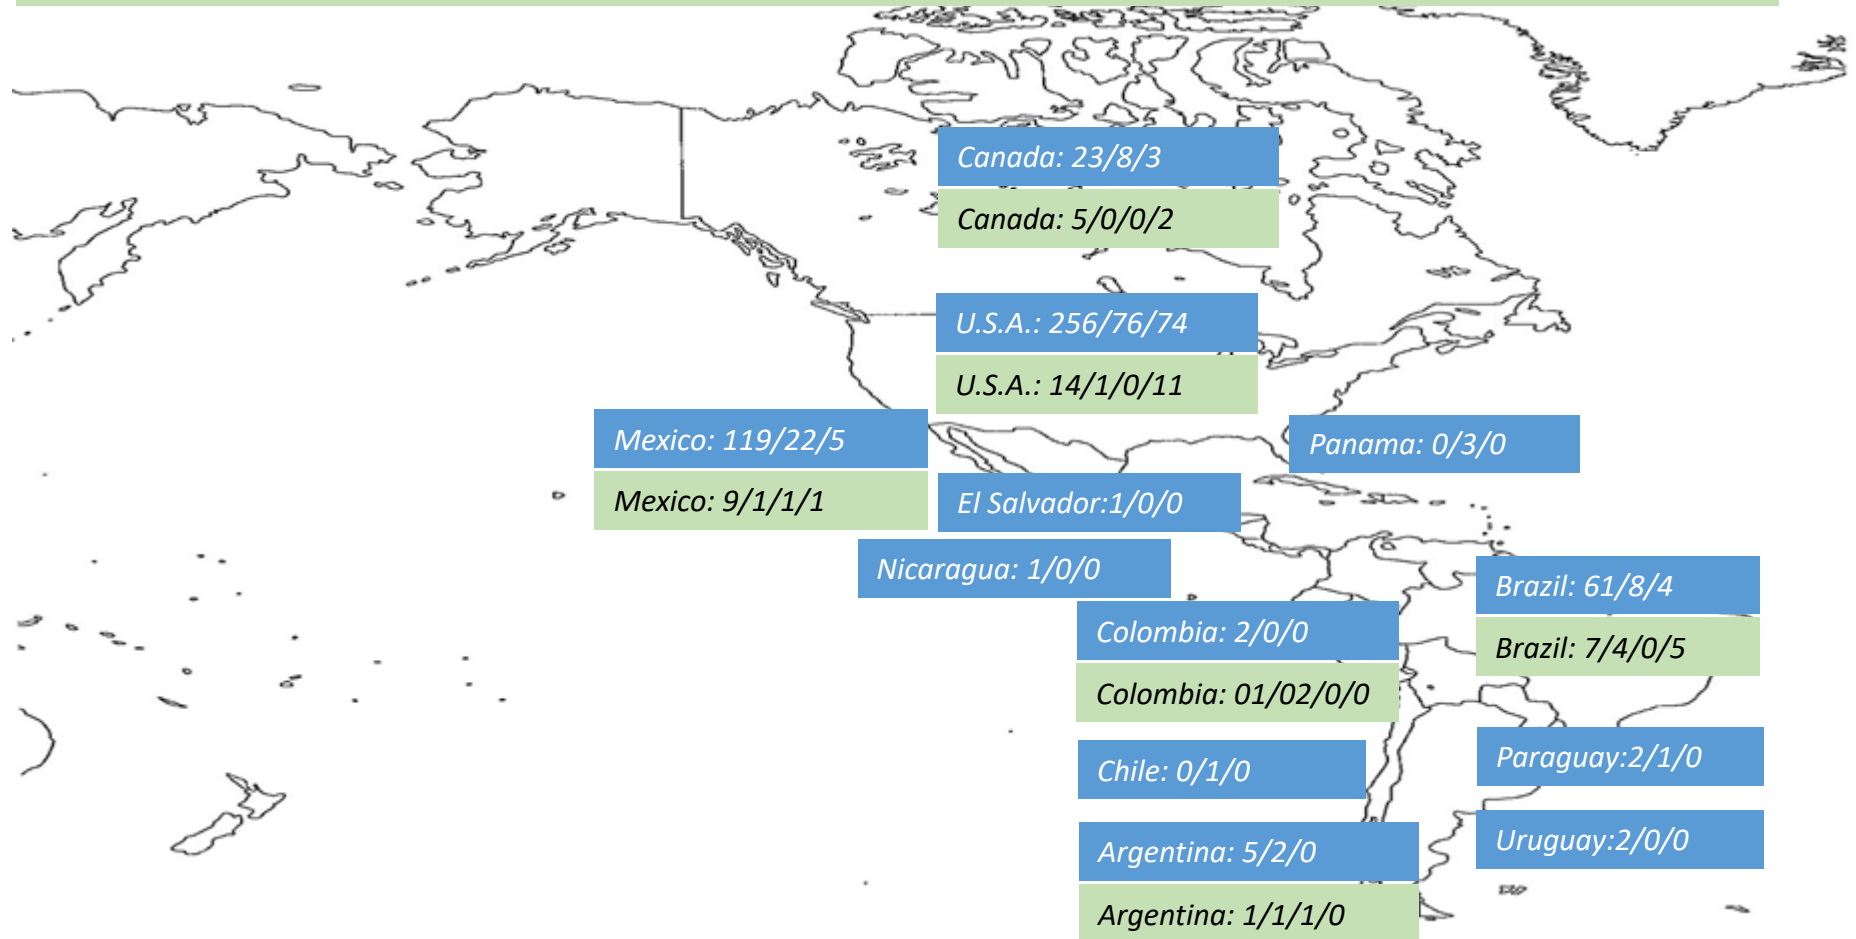 Canada: 23/8/3
Canada: 5/0/0/2
U.S.A.: 256/76/74
U.S.A.: 14/1/0/11
Mexico: 119/22/5
Mexico: 9/1/1/1
Panama: 0/3/0
El Salvador:1/0/0
Nicaragua: 1/0/0
Brazil: 61/8/4
Brazil: 7/4/0/5
Colombia: 2/0/0
Colombia: 01/02/0/0
Chile: 0/1/0
Paraguay:2/1/0
Uruguay:2/0/0
Argentina: 5/2/0
Argentina: 1/1/1/0